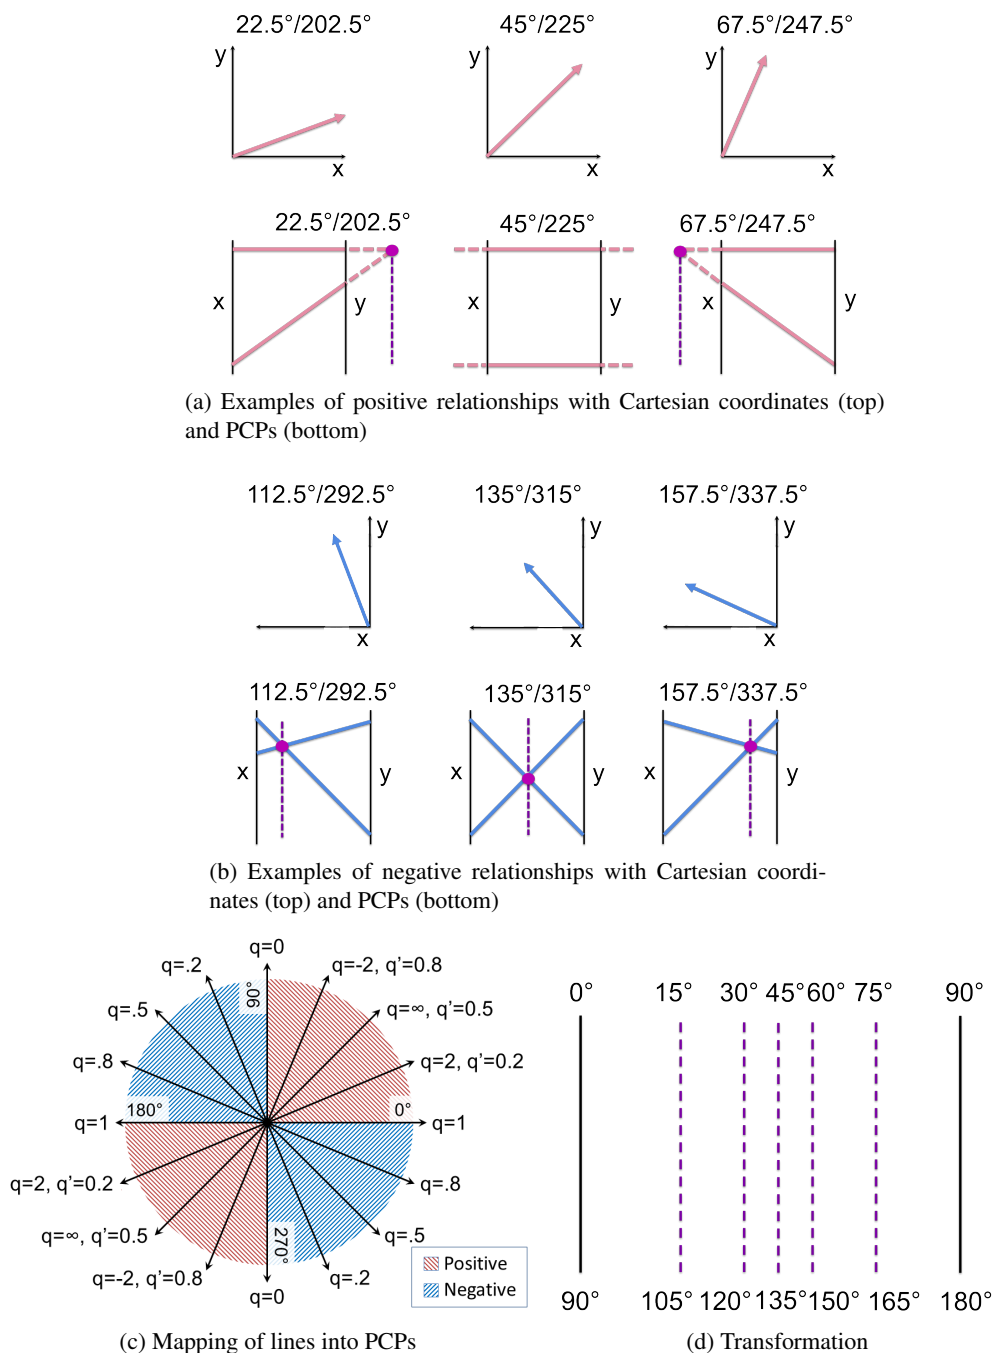 22.5°/202.5° 45°/225° 67.5°/247.5°
y y y
x x x
22.5°/202.5° 45°/225° 67.5°/247.5°
x y x y x y
(a) Examples of positive relationships with Cartesian coordinates (top)
and PCPs (bottom)
112.5°/292.5° 135°/315° 157.5°/337.5°
y y y
x x x
112.5°/292.5° 135°/315° 157.5°/337.5°
x y x y x y
(b) Examples of negative relationships with Cartesian coordi-
nates (top) and PCPs (bottom)
q=0
q=.2 q=-2, q'=0.8
q=.5 90° q=∞, q'=0.5
q=.8 q=2, q'=0.2
q=1 180° 0° q=1
q=2, q'=0.2 q=.8
q=∞, q'=0.5 270° q=.5
q=-2, q'=0.8 q=.2
q=0
Positive
Negative
(c) Mapping of lines into PCPs
0° 15° 30° 45° 60° 75° 90°
90° 105° 120° 135° 150° 165° 180°
(d) Transformation